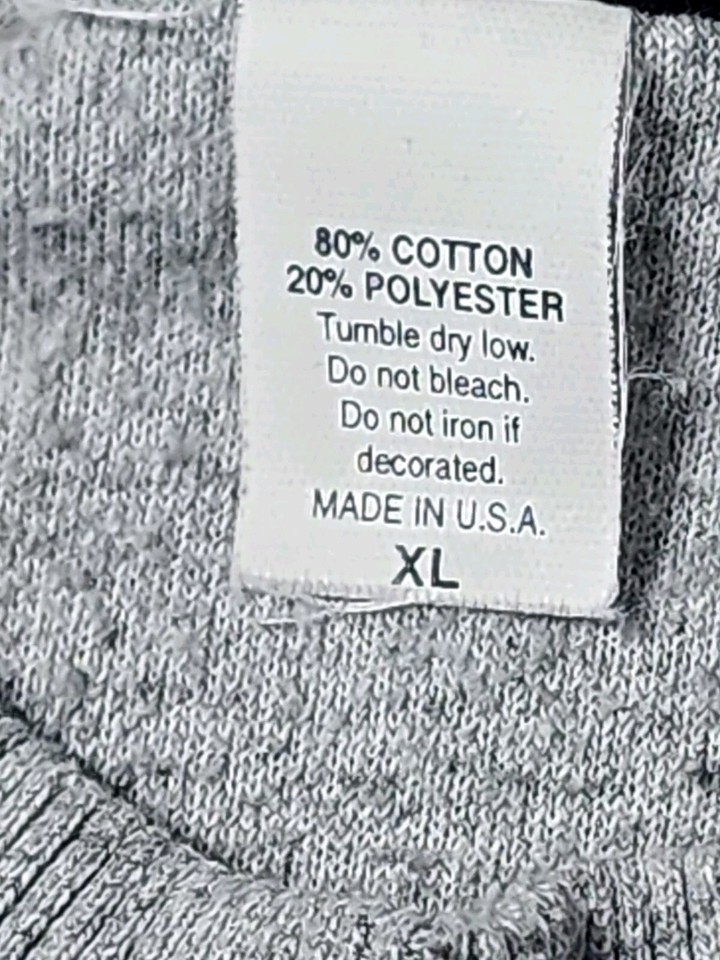 80% COTTON
20% POLYESTER
Tumble dry low.
Do not bleach.
Do not iron if
decorated.
MADE IN U.S.A.
XL